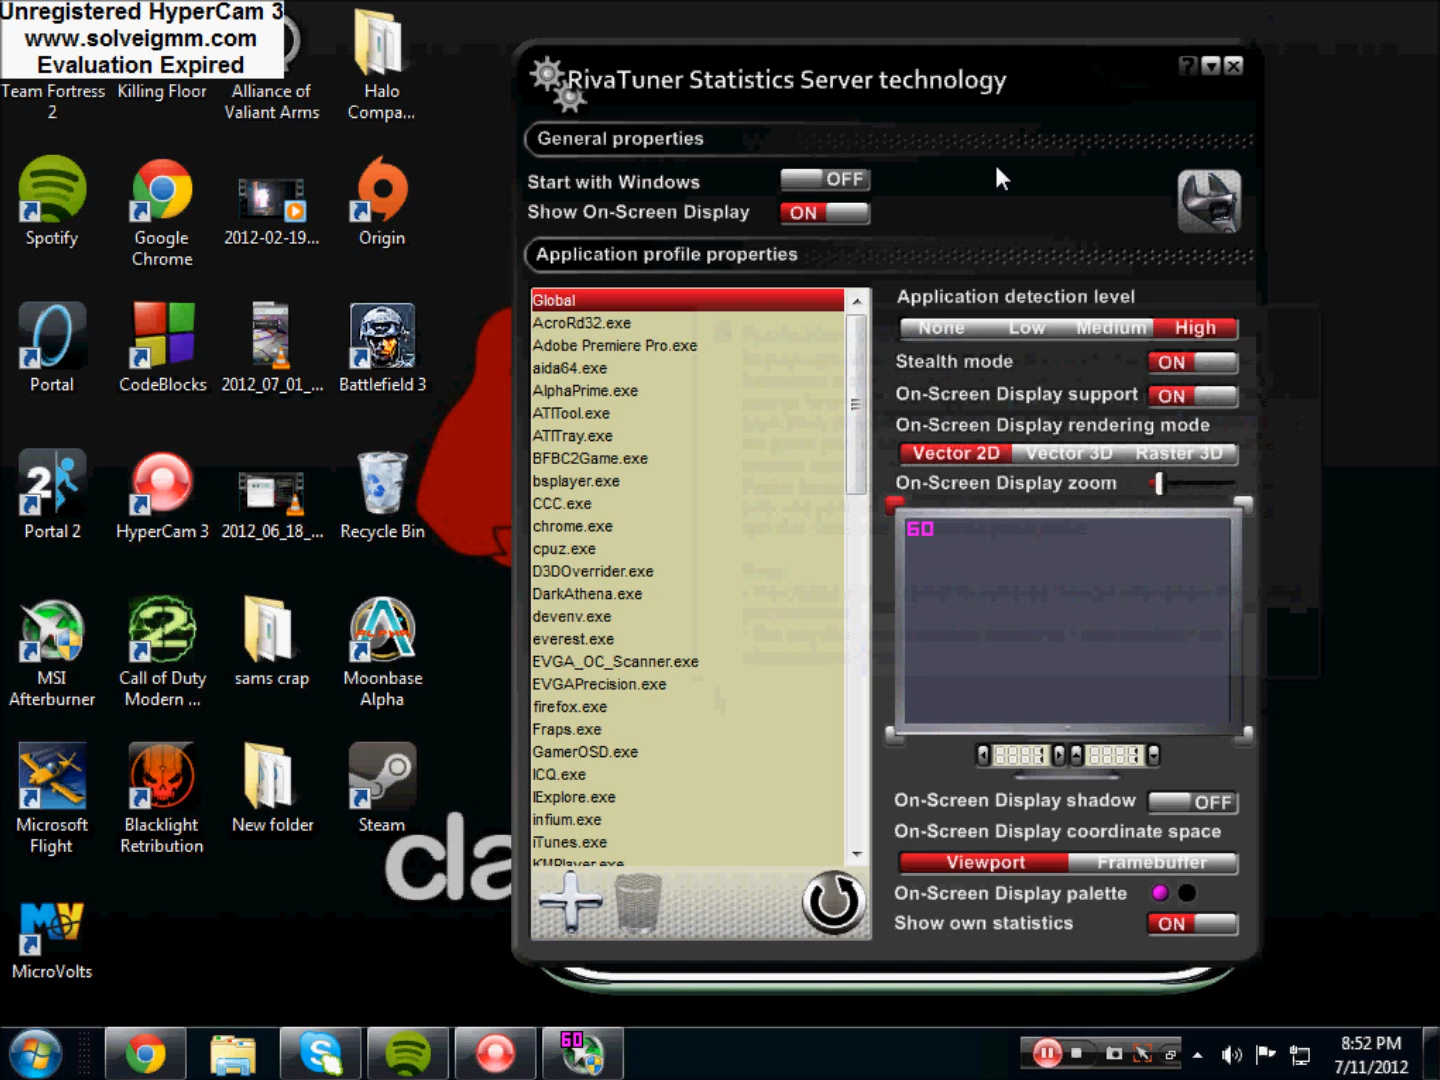 Unregistered HyperCam 3
www.solveigmm.com
Evaluation Expired
Team Fortress
2
Killing Floor
Alliance of
Valiant Arms
Halo
Compa...
Spotify
Google
Chrome
2012-02-19...
Origin
Portal
CodeBlocks
2012_07_01_...
Battlefield 3
2
Portal 2
HyperCam 3
2012_06_18_...
Recycle Bin
MSI
Afterburner
2
Call of Duty
Modern ...
sams crap
ALPHA
Moonbase
Alpha
Microsoft
Flight
Blacklight
Retribution
New folder
Steam
MV
MicroVolts
cla
RivaTuner Statistics Server technology
?
General properties
Start with Windows
OFF
Show On-Screen Display
ON
Application profile properties
Global
AcroRd32.exe
Adobe Premiere Pro.exe
aida64.exe
AlphaPrime.exe
ATITool.exe
ATITray.exe
BFBC2Game.exe
bsplayer.exe
CCC.exe
chrome.exe
cpuz.exe
D3DOverrider.exe
DarkAthena.exe
devenv.exe
everest.exe
EVGA_OC_Scanner.exe
EVGAPrecision.exe
firefox.exe
Fraps.exe
GamerOSD.exe
ICQ.exe
IExplore.exe
infium.exe
iTunes.exe
KMPlayer.exe
Application detection level
None Low Medium High
Stealth mode
ON
On-Screen Display support
ON
On-Screen Display rendering mode
Vector 2D Vector 3D Raster 3D
On-Screen Display zoom
60
On-Screen Display shadow
OFF
On-Screen Display coordinate space
Viewport Framebuffer
On-Screen Display palette
Show own statistics
ON
60
8:52 PM
7/11/2012